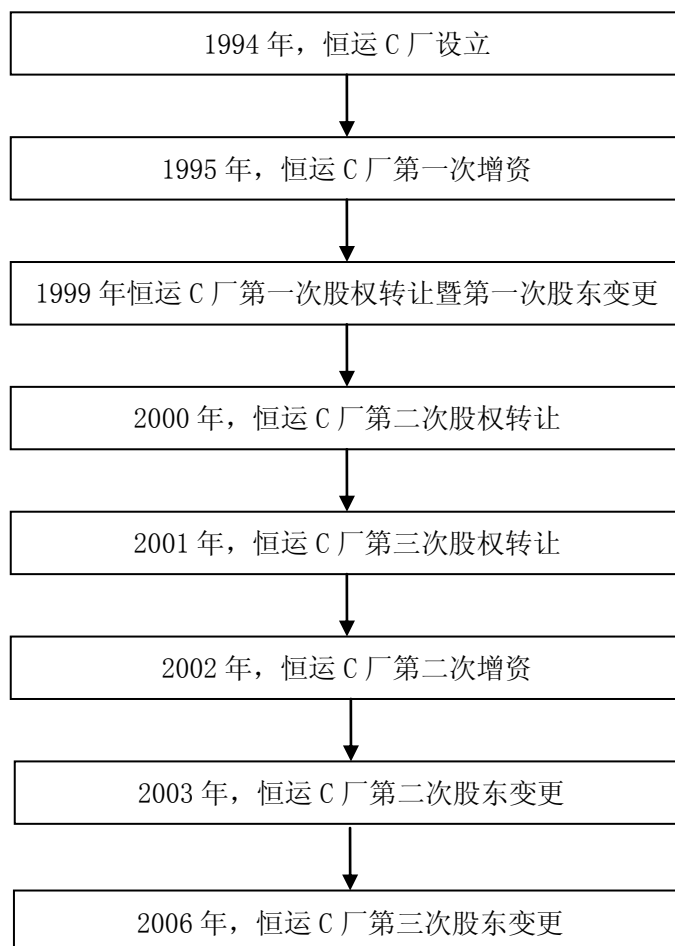 1994 年，恒运 C 厂设立
1995 年，恒运 C 厂第一次增资
1999 年恒运 C 厂第一次股权转让暨第一次股东变更
2000 年，恒运 C 厂第二次股权转让
2001 年，恒运 C 厂第三次股权转让
2002 年，恒运 C 厂第二次增资
2003 年，恒运 C 厂第二次股东变更
2006 年，恒运 C 厂第三次股东变更